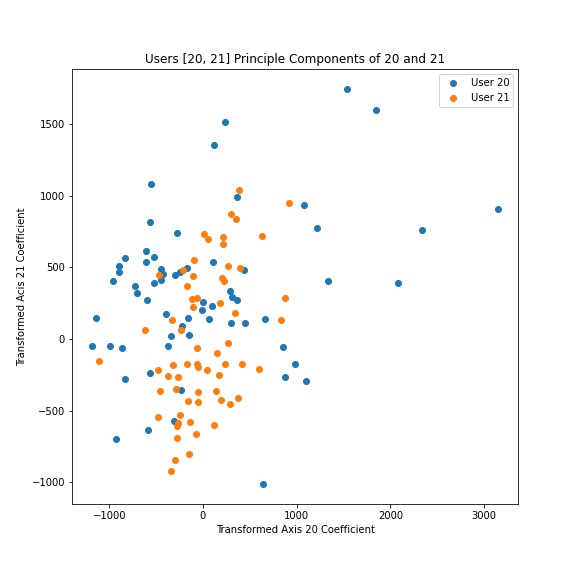 Users [20, 21] Principle Components of 20 and 21
User 20
User 21
1500
1000
500
0
−500
−1000
Transformed Acis 21 Coefficient
−1000
0
1000
2000
3000
Transformed Axis 20 Coefficient